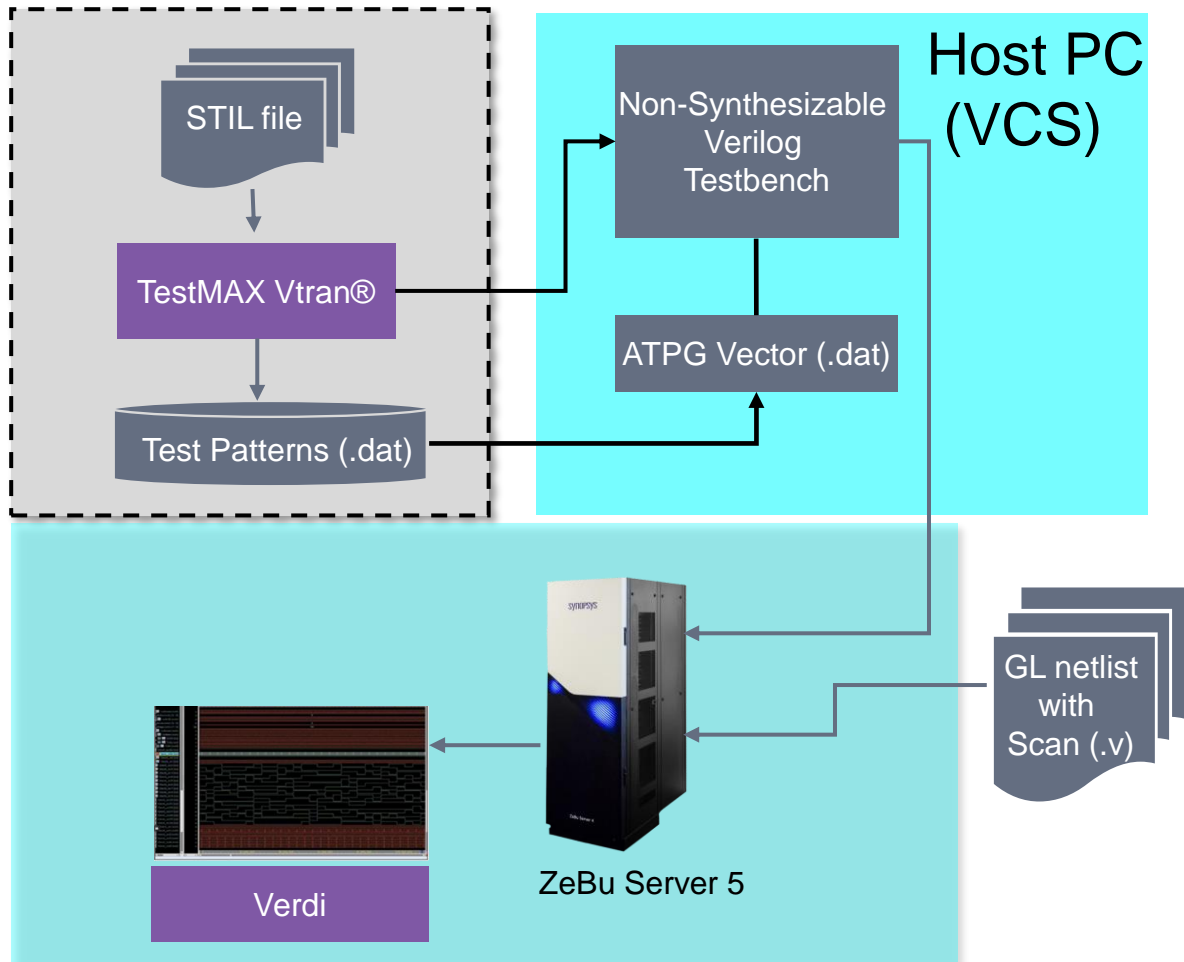 STIL file
TestMAX Vtran®
Test Patterns (.dat)
Host PC
(VCS)
Non-Synthesizable
Verilog
Testbench
ATPG Vector (.dat)
SYNOPSYS
GL netlist
with
Scan (.v)
ZeBu Server 5
Verdi